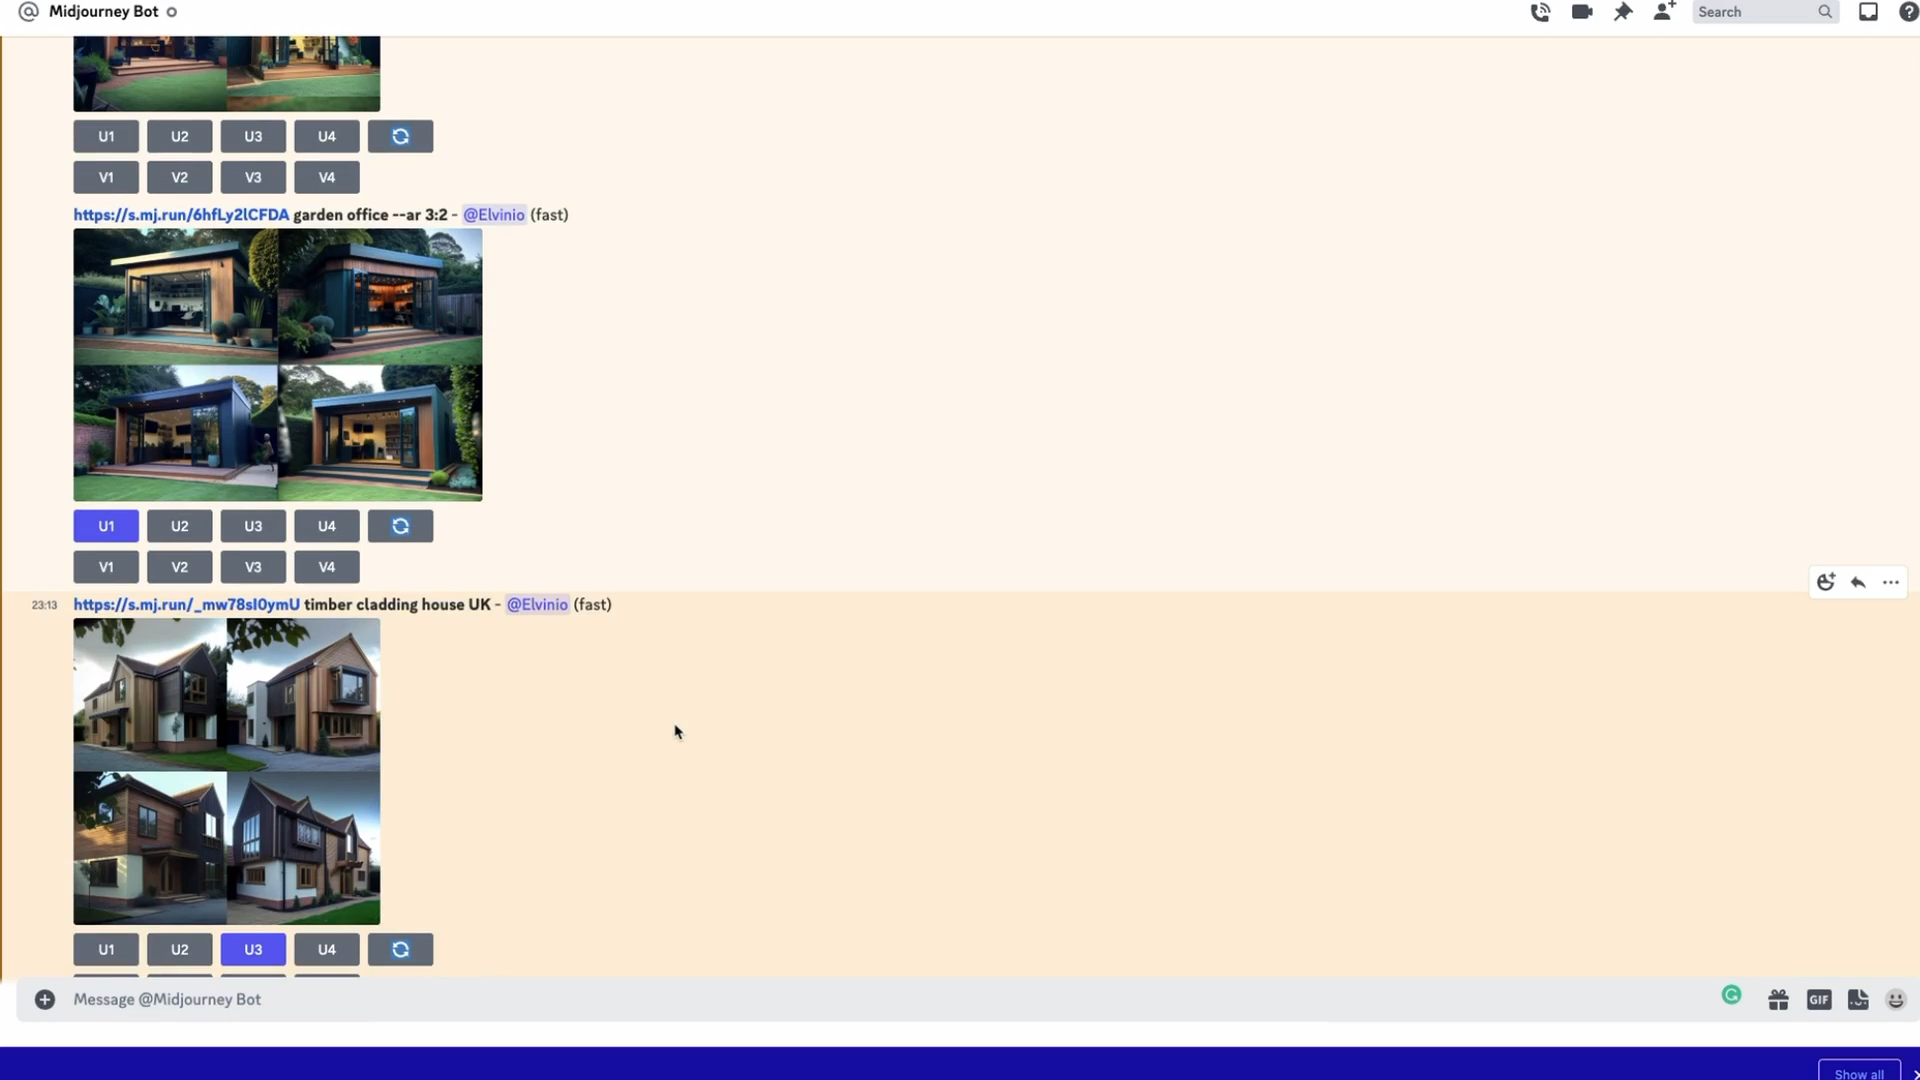 Midjourney Bot
Search
U1 U2 U3 U4
V1 V2 V3 V4
https://s.mj.run/6hfLy2lCFDA garden office --ar 3:2 - @Elvinio (fast)
U1 U2 U3 U4
V1 V2 V3 V4
23:13 https://s.mj.run/_mw78sI0ymU timber cladding house UK - @Elvinio (fast)
U1 U2 U3 U4
Message @Midjourney Bot
GIF
Show all